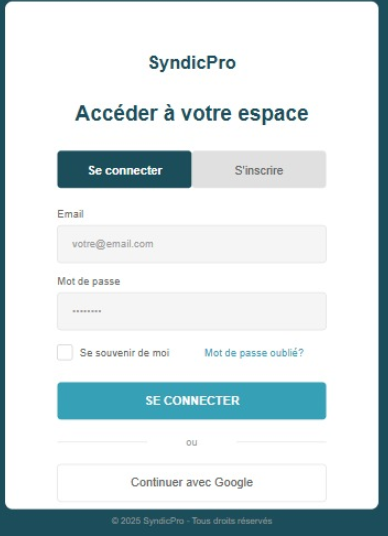 SyndicPro
Accéder à votre espace
Se connecter
S'inscrire
Email
votre@email.com
Mot de passe
••••••••
Se souvenir de moi
Mot de passe oublié?
SE CONNECTER
ou
Continuer avec Google
© 2025 SyndicPro - Tous droits réservés